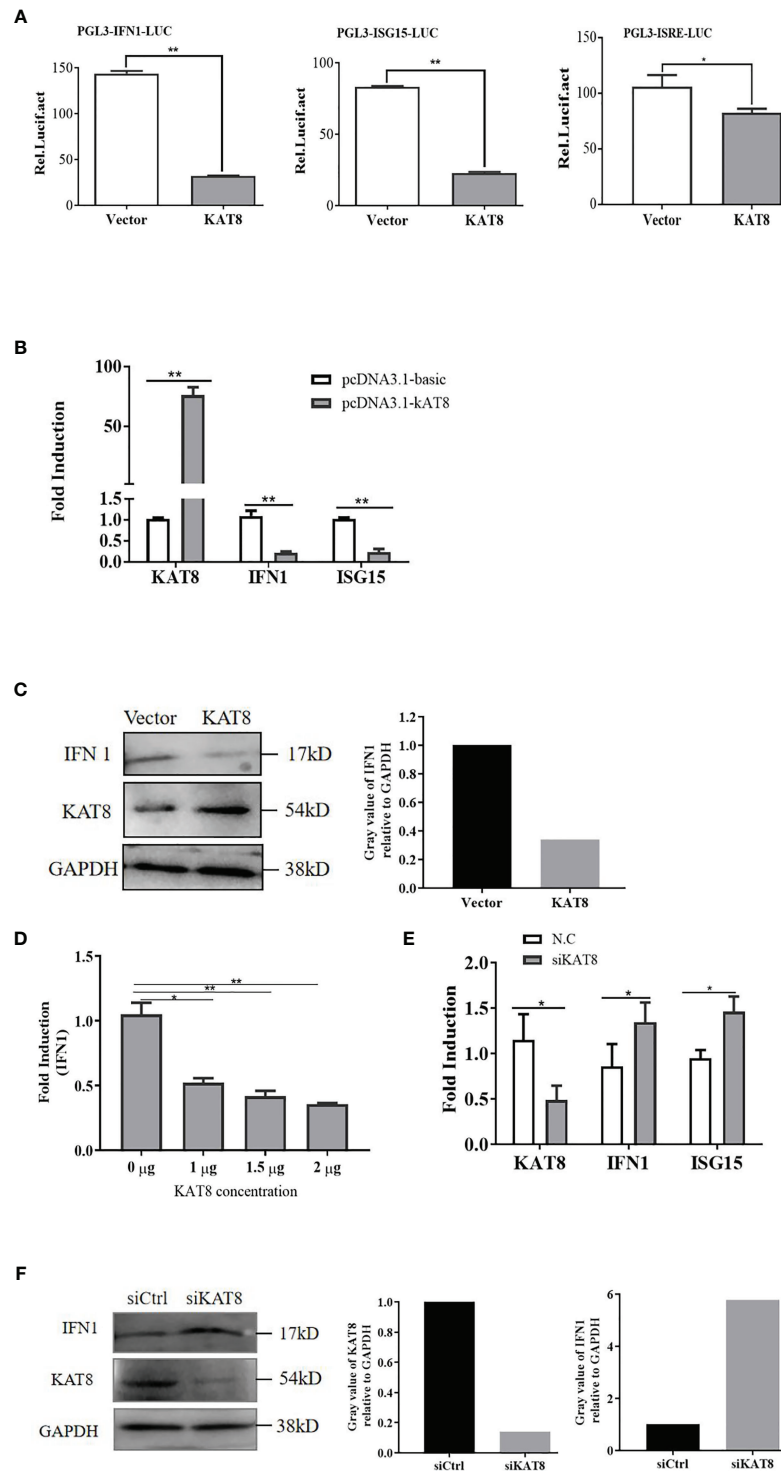 A
PGL3-IFN1-LUC
**
Rel.Lucif.act
150
100
50
0
Vector
KAT8
PGL3-ISG15-LUC
**
Rel.Lucif.act
100
50
0
Vector
KAT8
PGL3-ISRE-LUC
*
Rel.Lucif.act
150
100
50
0
Vector
KAT8
B
Fold Induction
100
50
1.5
1.0
0.5
0.0
**
**
**
KAT8
IFN1
ISG15
pcDNA3.1-basic
pcDNA3.1-kAT8
C
Vector KAT8
IFN 1
17kD
KAT8
54kD
GAPDH
38kD
Gray value of IFN1
relative to GAPDH
1.2
1.0
0.8
0.6
0.4
0.2
0.0
Vector
KAT8
D
Fold Induction
(IFN1)
1.5
1.0
0.5
0.0
**
**
*
0 µg
1 µg
1.5 µg
2 µg
KAT8 concentration
E
N.C
siKAT8
Fold Induction
2.0
1.5
1.0
0.5
0.0
*
*
*
KAT8
IFN1
ISG15
F
siCtrl siKAT8
IFN1
17kD
KAT8
54kD
GAPDH
38kD
Gray value of KAT8
relative to GAPDH
1.0
0.8
0.6
0.4
0.2
0.0
siCtrl
siKAT8
Gray value of IFN1
relative to GAPDH
6
4
2
0
siCtrl
siKAT8